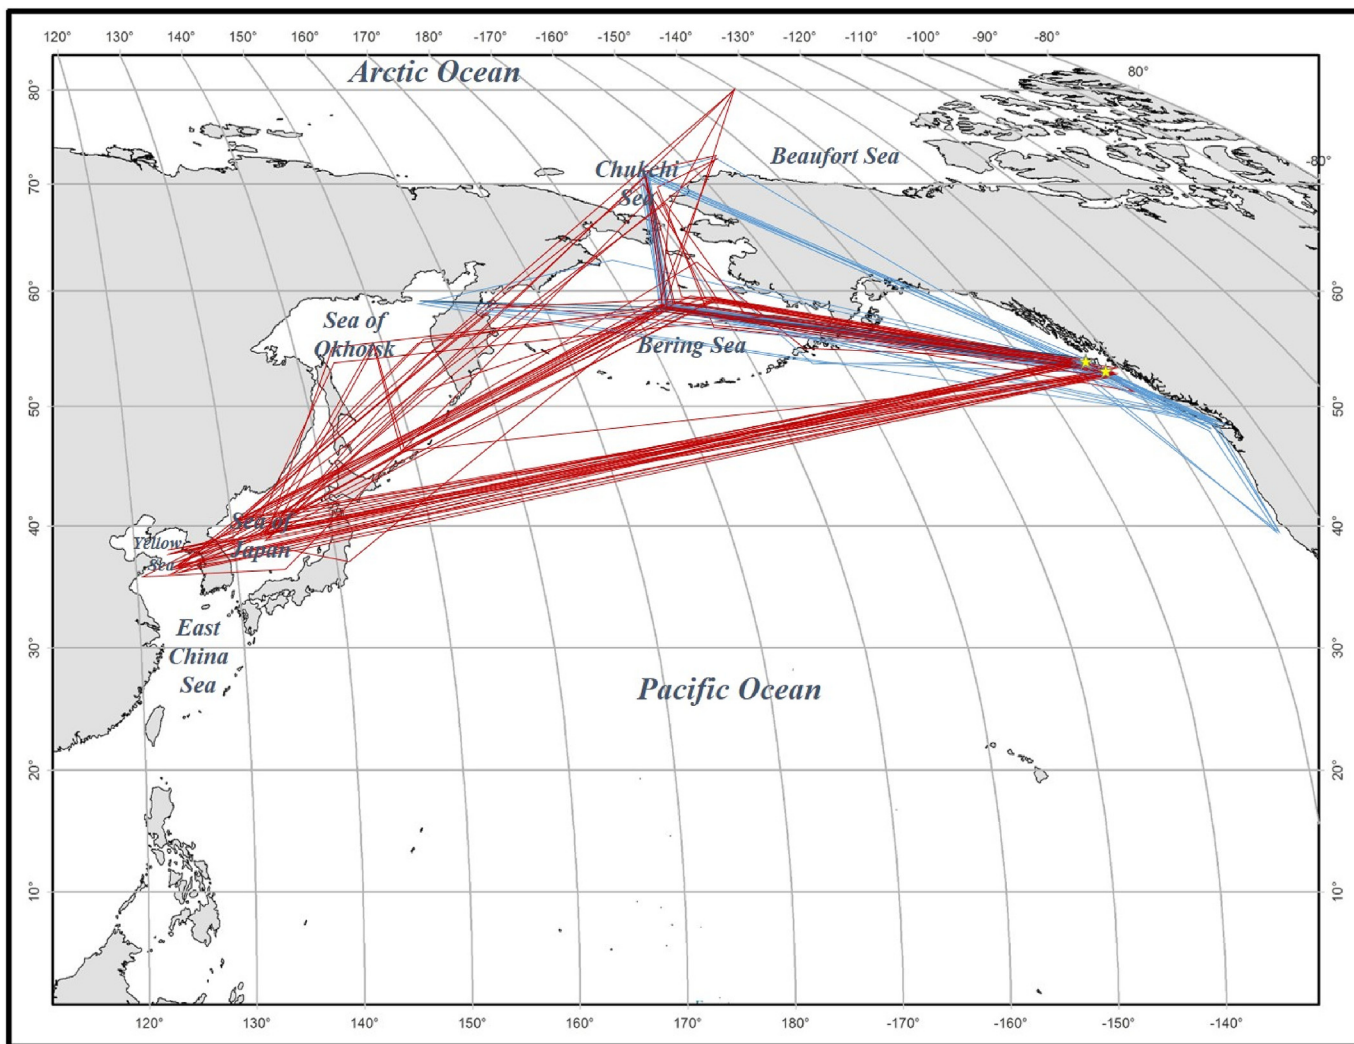 120 130 140 150 160 170 180 -170 -160 -150 -140 -130 -120 -110 -100 -90 -80
80°
Arctic Ocean
80°
Chukchi
Sea
Beaufort Sea
80°
70°
70°
60°
60°
Sea of
Okhotsk
Bering Sea
50°
50°
40°
40°
Yellow
Sea
Sea of
Japan
East
China
Sea
30°
30°
Pacific Ocean
20°
20°
10°
10°
120° 130° 140° 150° 160° 170° 180° -170° -160° -150° -140°